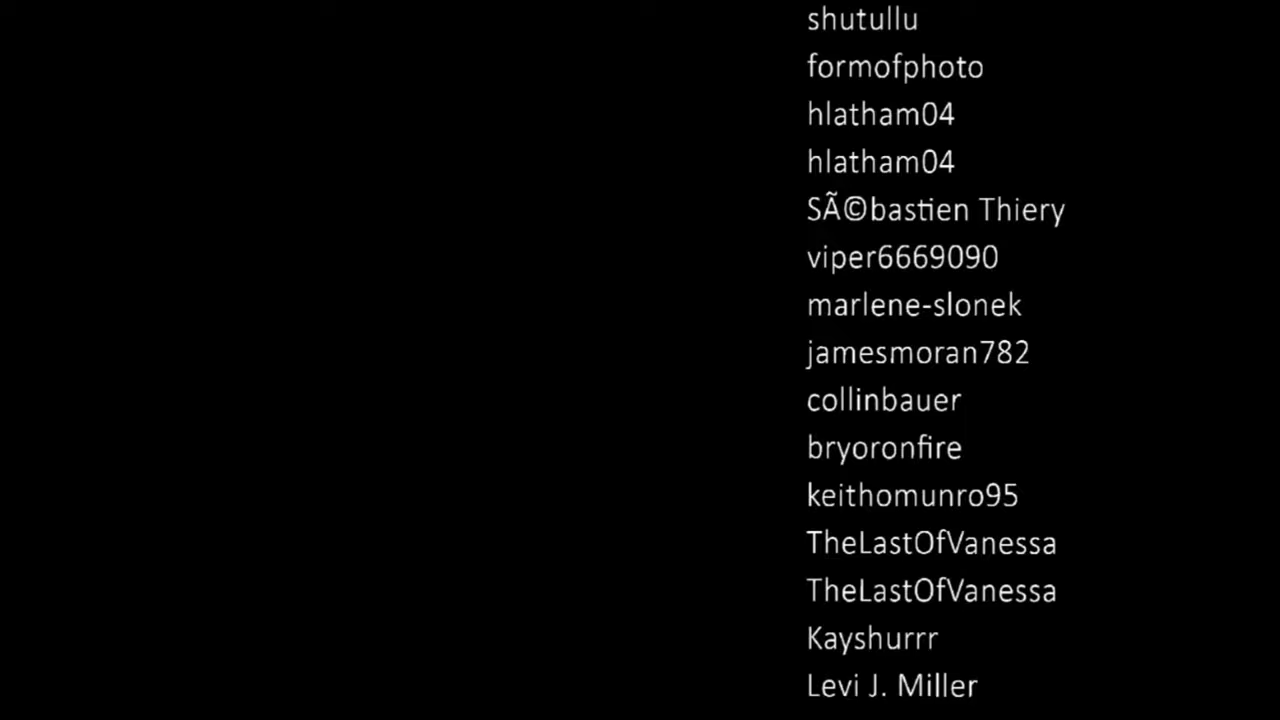 shutullu
formofphoto
hlatham04
hlatham04
SÃ©bastien Thiery
viper6669090
marlene-slonek
jamesmoran782
collinbauer
bryoronfire
keithomunro95
TheLastOfVanessa
TheLastOfVanessa
Kayshurrr
Levi J. Miller